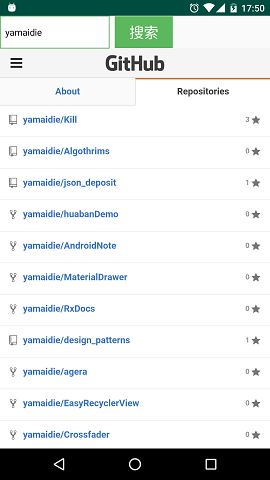 17:50
yamaidie 搜索
GitHub
About Repositories
yamaidie/Kill 3
yamaidie/Algothrims 0
yamaidie/json_deposit 1
yamaidie/huabanDemo 0
yamaidie/AndroidNote 0
yamaidie/MaterialDrawer 0
yamaidie/RxDocs 0
yamaidie/design_patterns 1
yamaidie/agera 0
yamaidie/EasyRecyclerView 0
yamaidie/Crossfader 0